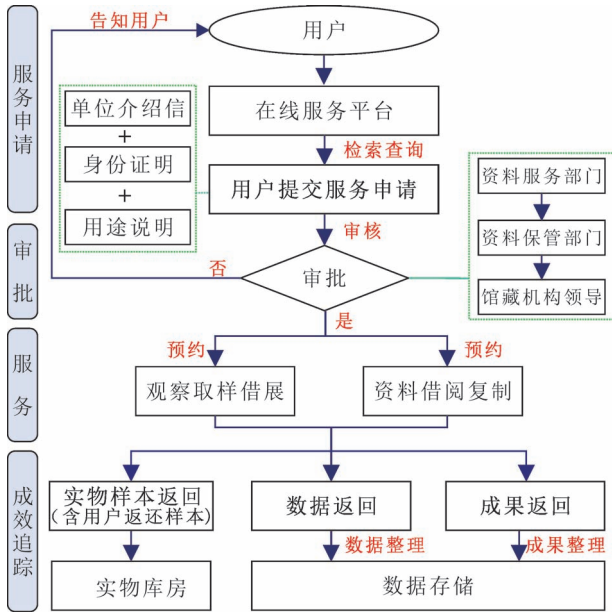 告知用户
用户
服务申请
单位介绍信
+
身份证明
+
用途说明
在线服务平台
检索查询
用户提交服务申请
资料服务部门
资料保管部门
馆藏机构领导
审核
审批
否
审批
是
服务
预约
预约
观察取样借展
资料借阅复制
成效追踪
实物样本返回
(含用户返还样本)
数据返回
成果返回
数据整理
成果整理
实物库房
数据存储